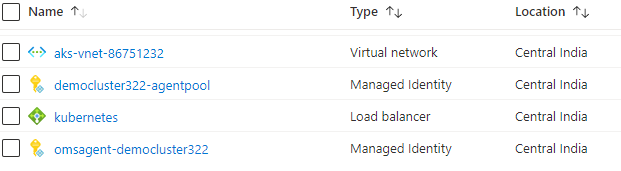 Name ↑↓ Type ↑↓ Location ↑↓
aks-vnet-86751232 Virtual network Central India
democluster322-agentpool Managed Identity Central India
kubernetes Load balancer Central India
omsagent-democluster322 Managed Identity Central India